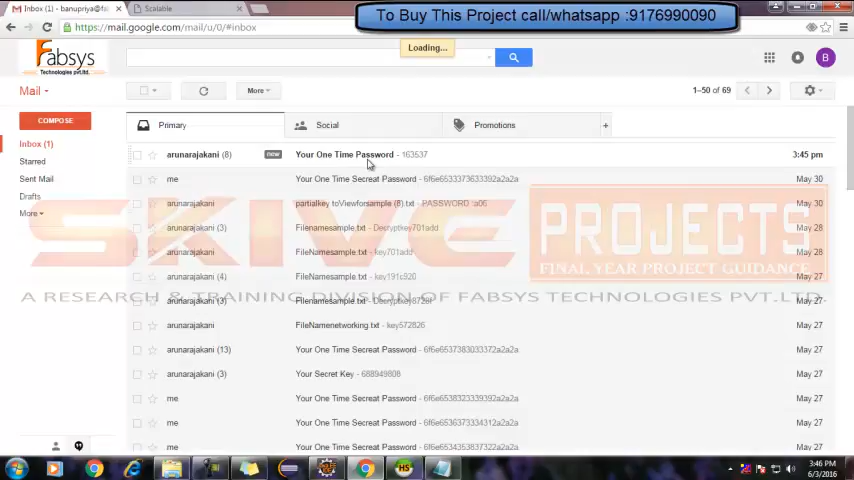 Inbox (1) - banupriya@fa
Scalable
To Buy This Project call/whatsapp :9176990090
https://mail.google.com/mail/u/0/#inbox
Loading...
Fabsys
Technologies pvt.ltd.
B
Mail
More
1–50 of 69
COMPOSE
Primary
Social
Promotions
+
Inbox (1)
Starred
Sent Mail
Drafts
More
arunarajakani (8) new Your One Time Password - 163537 3:45 pm
me Your One Time Secreat Password - 6f6e6533373633392a2a2a May 30
arunarajakani partialkey toViewforsample (8).txt - PASSWORD :a06 May 30
arunarajakani (3) Filenamesample.txt - Decryptkey701add May 28
arunarajakani FileNamesample.txt - key701add May 28
arunarajakani (4) FileNamesample.txt - key191c920 May 27
arunarajakani (3) Filenamesample.txt - Decryptkey8728f May 27
arunarajakani FileNamenetworking.txt - key572826 May 27
arunarajakani (13) Your One Time Secreat Password - 6f6e6537383033372a2a2a May 27
arunarajakani (3) Your Secret Key - 688949808 May 27
me Your One Time Secreat Password - 6f6e6538323339392a2a2a May 27
me Your One Time Secreat Password - 6f6e6536373334312a2a2a May 27
me Your One Time Secreat Password - 6f6e6534353837322a2a2a May 27
SKIVE PROJECTS
FINAL YEAR PROJECT GUIDANCE
A RESEARCH & TRAINING DIVISION OF FABSYS TECHNOLOGIES PVT.LTD.
3:46 PM
6/3/2016